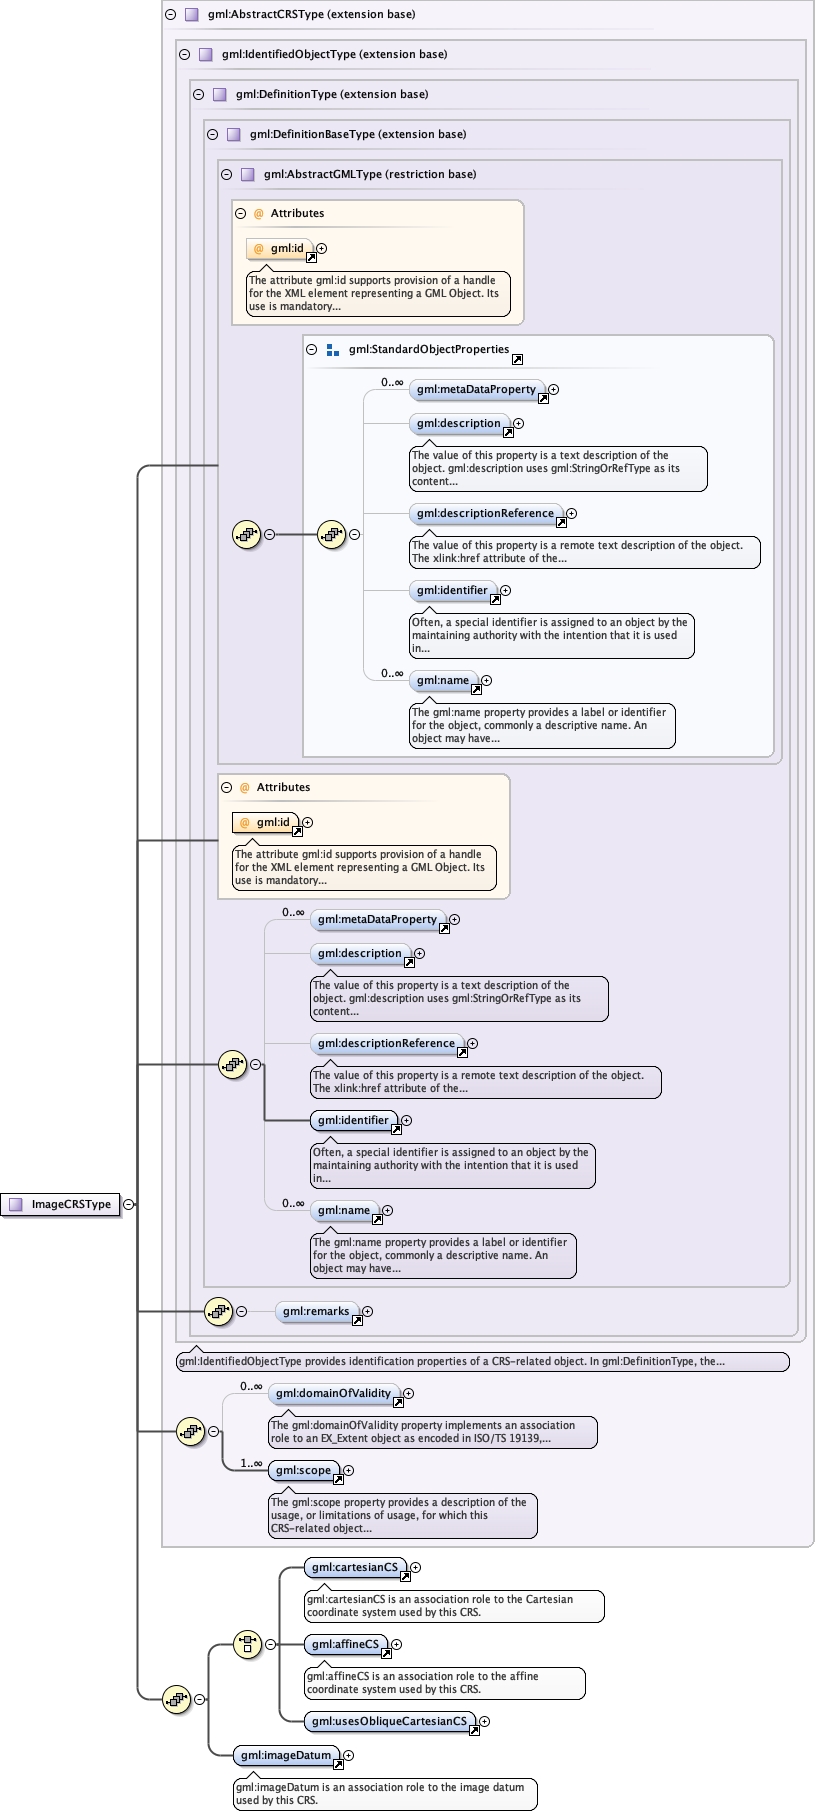 gml:AbstractCRSType (extension base)
gml:IdentifiedObjectType (extension base)
gml:DefinitionType (extension base)
gml:DefinitionBaseType (extension base)
gml:AbstractGMLType (restriction base)
@ Attributes
@ gml:id
The attribute gml:id supports provision of a handle
for the XML element representing a GML Object. Its
use is mandatory...
gml:StandardObjectProperties
0..∞
gml:metaDataProperty
gml:description
The value of this property is a text description of the
object. gml:description uses gml:StringOrRefType as its
content...
gml:descriptionReference
The value of this property is a remote text description of the object.
The xlink:href attribute of the...
gml:identifier
Often, a special identifier is assigned to an object by the
maintaining authority with the intention that it is used
in...
0..∞
gml:name
The gml:name property provides a label or identifier
for the object, commonly a descriptive name. An
object may have...
@ Attributes
@ gml:id
The attribute gml:id supports provision of a handle
for the XML element representing a GML Object. Its
use is mandatory...
0..∞
gml:metaDataProperty
gml:description
The value of this property is a text description of the
object. gml:description uses gml:StringOrRefType as its
content...
gml:descriptionReference
The value of this property is a remote text description of the object.
The xlink:href attribute of the...
gml:identifier
Often, a special identifier is assigned to an object by the
maintaining authority with the intention that it is used
in...
ImageCRSType
0..∞
gml:name
The gml:name property provides a label or identifier
for the object, commonly a descriptive name. An
object may have...
gml:remarks
gml:IdentifiedObjectType provides identification properties of a CRS-related object. In gml:DefinitionType, the...
0..∞
gml:domainOfValidity
The gml:domainOfValidity property implements an association
role to an EX_Extent object as encoded in ISO/TS 19139,...
1..∞
gml:scope
The gml:scope property provides a description of the
usage, or limitations of usage, for which this
CRS-related object...
gml:cartesianCS
gml:cartesianCS is an association role to the Cartesian
coordinate system used by this CRS.
gml:affineCS
gml:affineCS is an association role to the affine
coordinate system used by this CRS.
gml:usesObliqueCartesianCS
gml:imageDatum
gml:imageDatum is an association role to the image datum
used by this CRS.